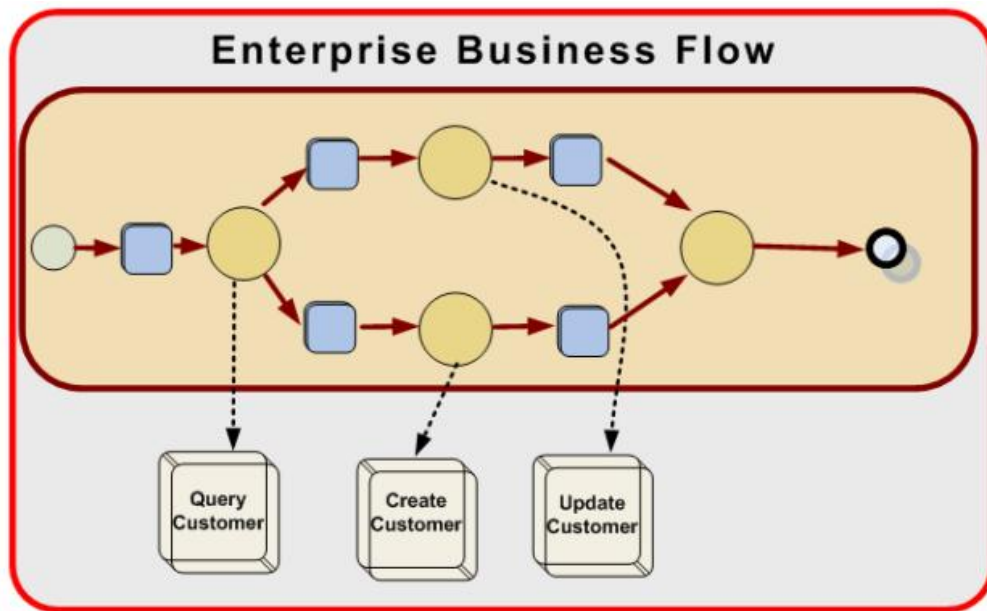 Enterprise Business Flow
Query
Customer
Create
Customer
Update
Customer